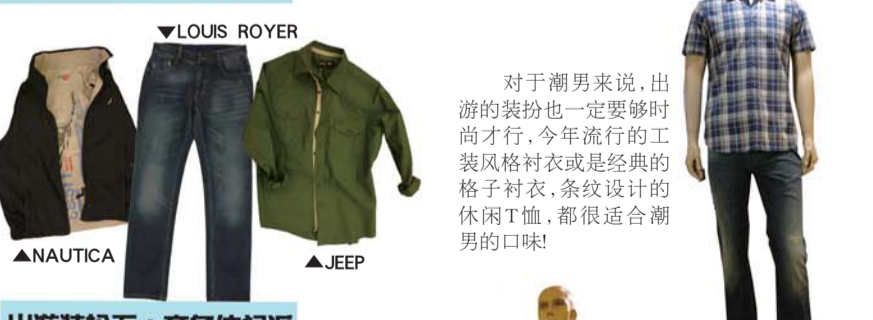 ▼LOUIS ROYER
▲NAUTICA
▲JEEP
对于潮男来说,出
游的装扮也一定要够时
尚才行,今年流行的工
装风格衬衣或是经典的
格子衬衣,条纹设计的
休闲T恤,都很适合潮
男的口味!